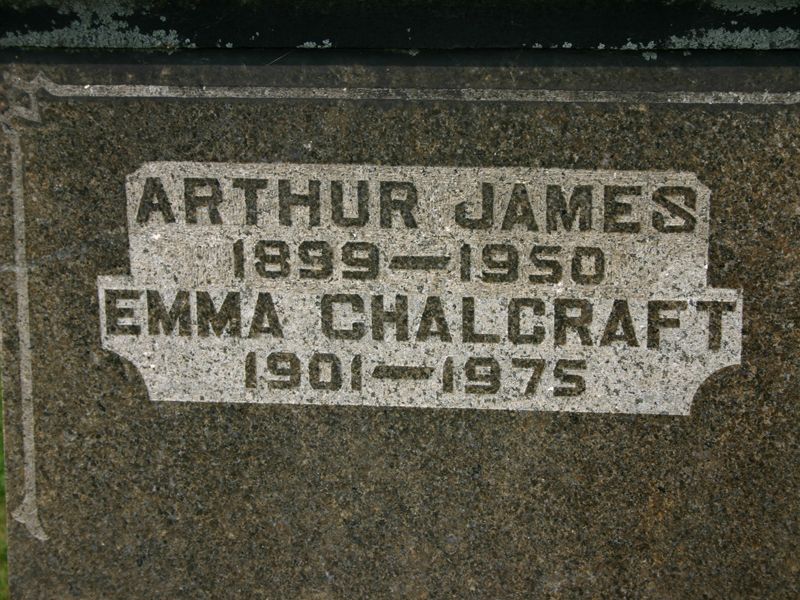 ARTHUR JAMES
1899—1950
EMMA CHALCRAFT
1901—1975